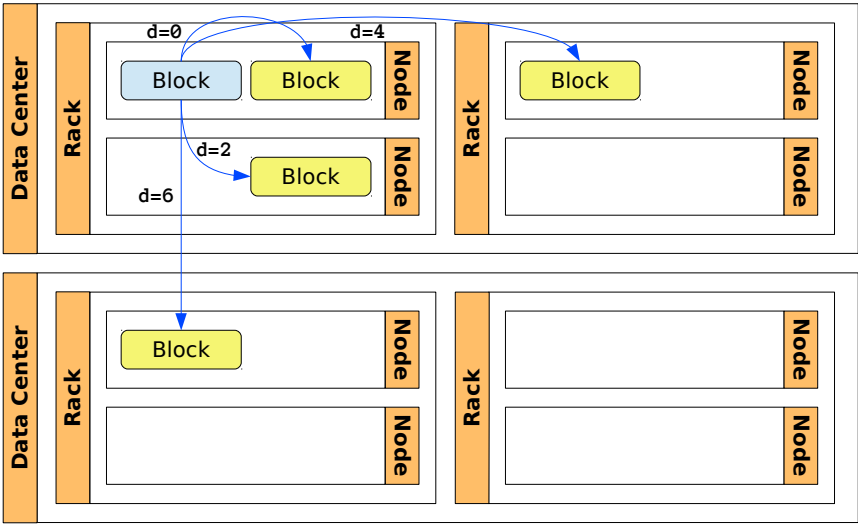 Data Center
Rack
d=0
d=4
Block
Block
Node
d=2
Block
Node
d=6
Rack
Block
Node
Node
Data Center
Rack
Block
Node
Node
Rack
Node
Node